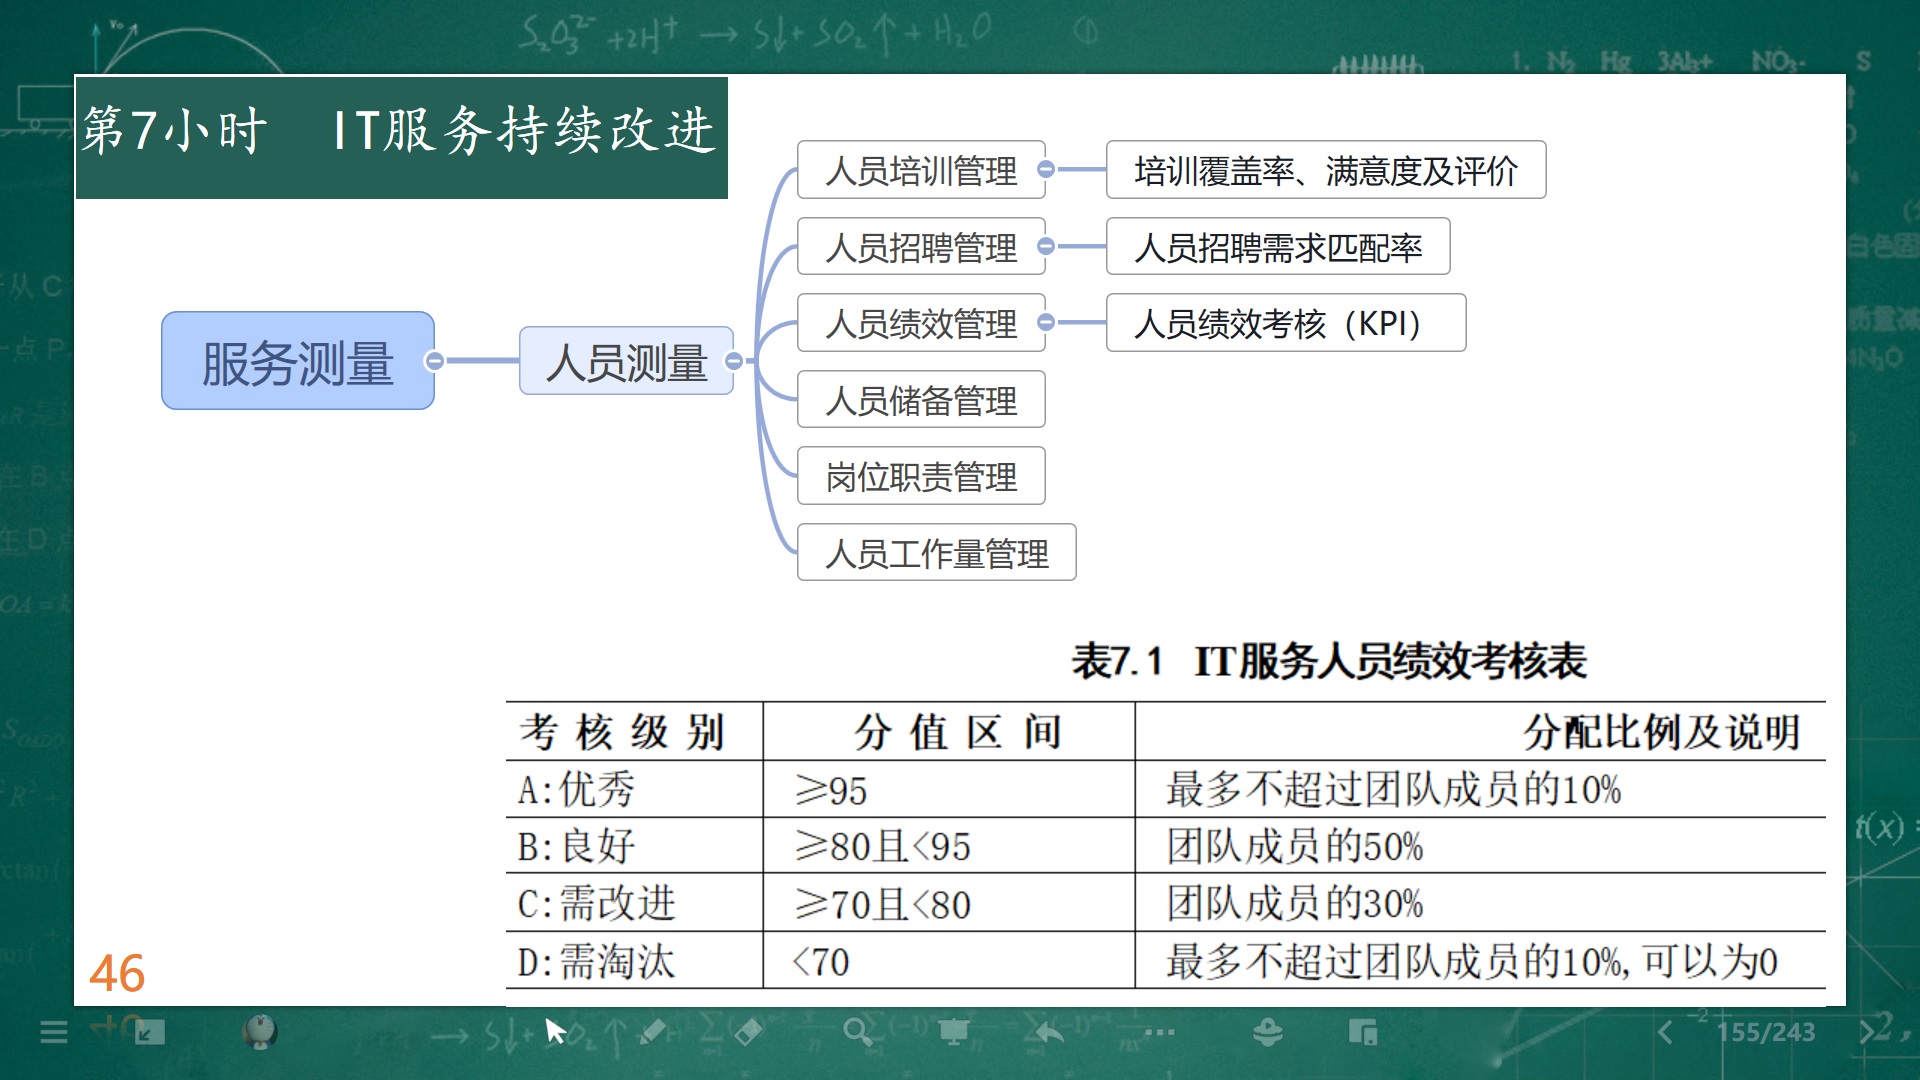 第7小时 IT服务持续改进
服务测量
人员测量
人员培训管理
培训覆盖率、满意度及评价
人员招聘管理
人员招聘需求匹配率
人员绩效管理
人员绩效考核（KPI）
人员储备管理
岗位职责管理
人员工作量管理
表7.1 IT服务人员绩效考核表
考核级别 分值区间 分配比例及说明
A:优秀 ≥95 最多不超过团队成员的10%
B:良好 ≥80且<95 团队成员的50%
C:需改进 ≥70且<80 团队成员的30%
D:需淘汰 <70 最多不超过团队成员的10%,可以为0
46
155/243